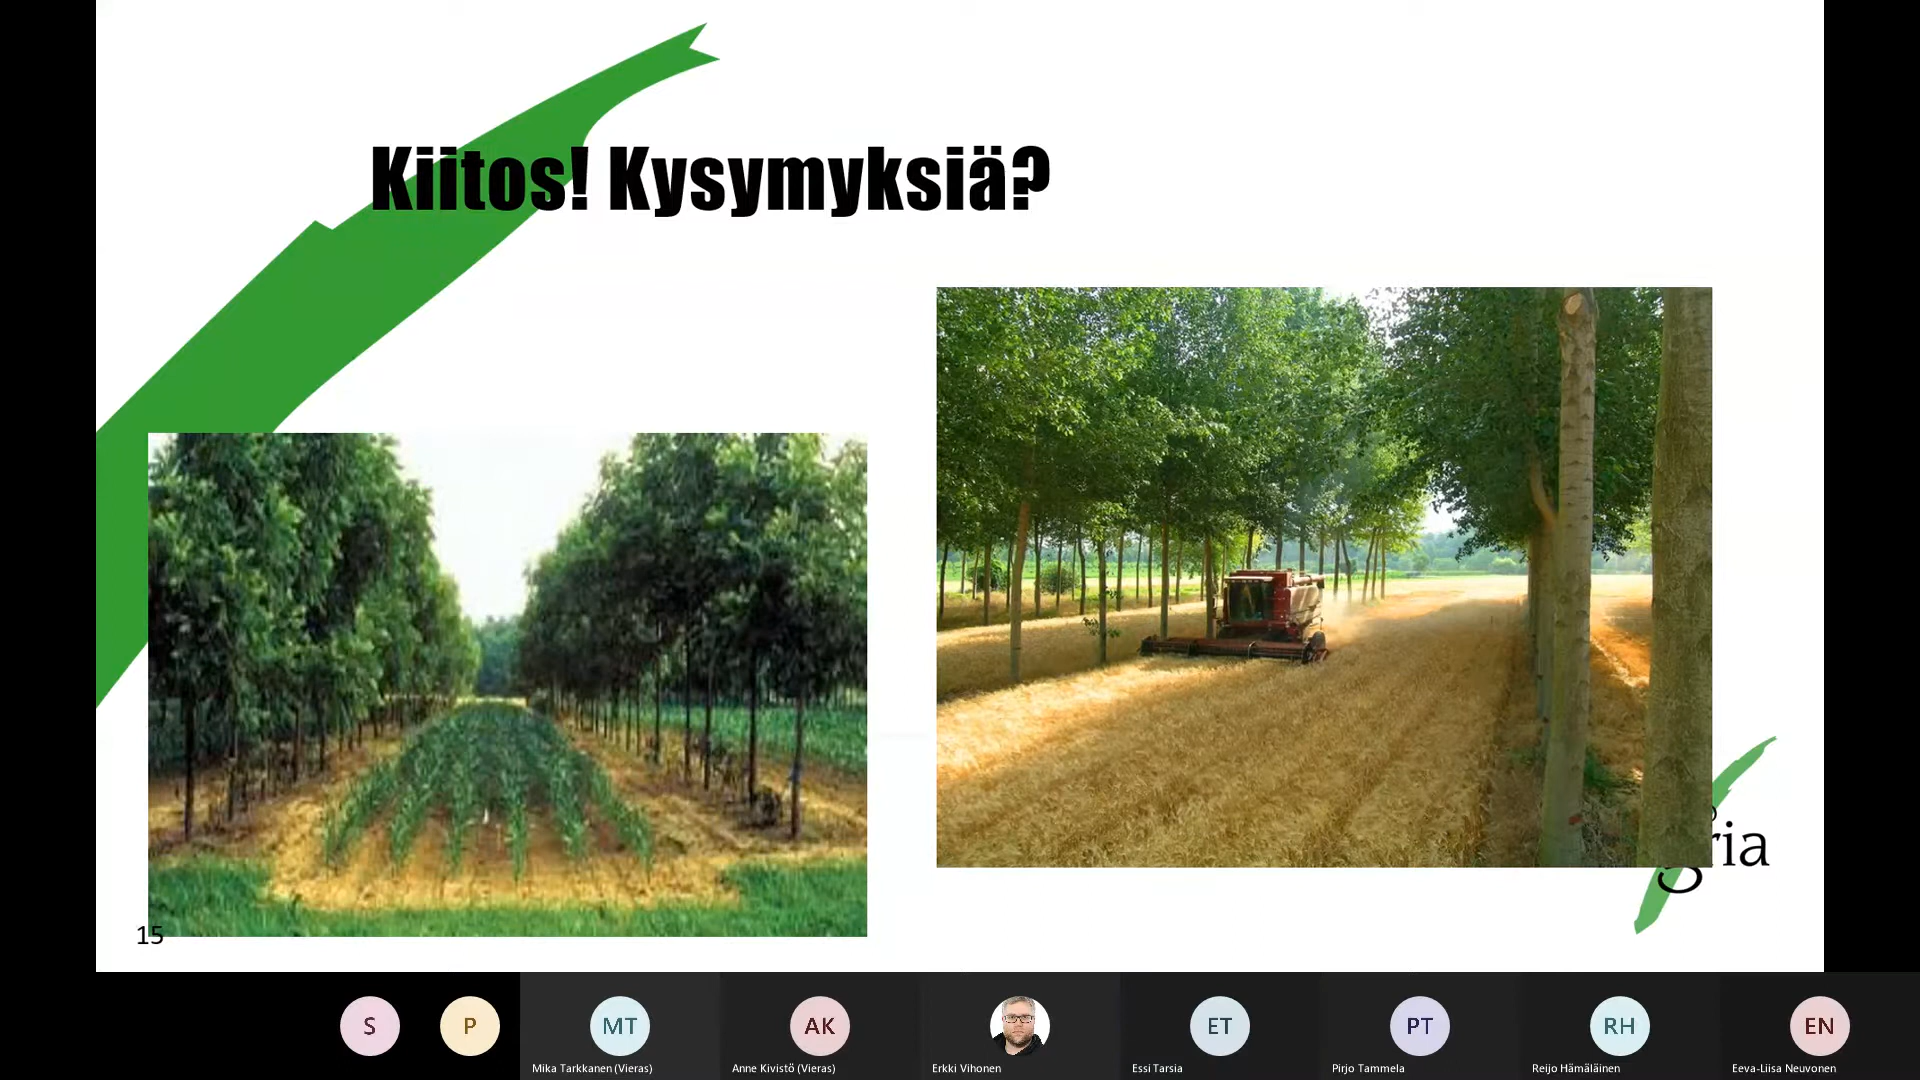 Kiitos! Kysymyksiä?
ria
15
S
P
MT
AK
ET
PT
RH
EN
Mika Tarkkanen (Vieras)
Anne Kivistö (Vieras)
Erkki Vihonen
Essi Tarsia
Pirjo Tammela
Reijo Hämäläinen
Eeva-Liisa Neuvonen